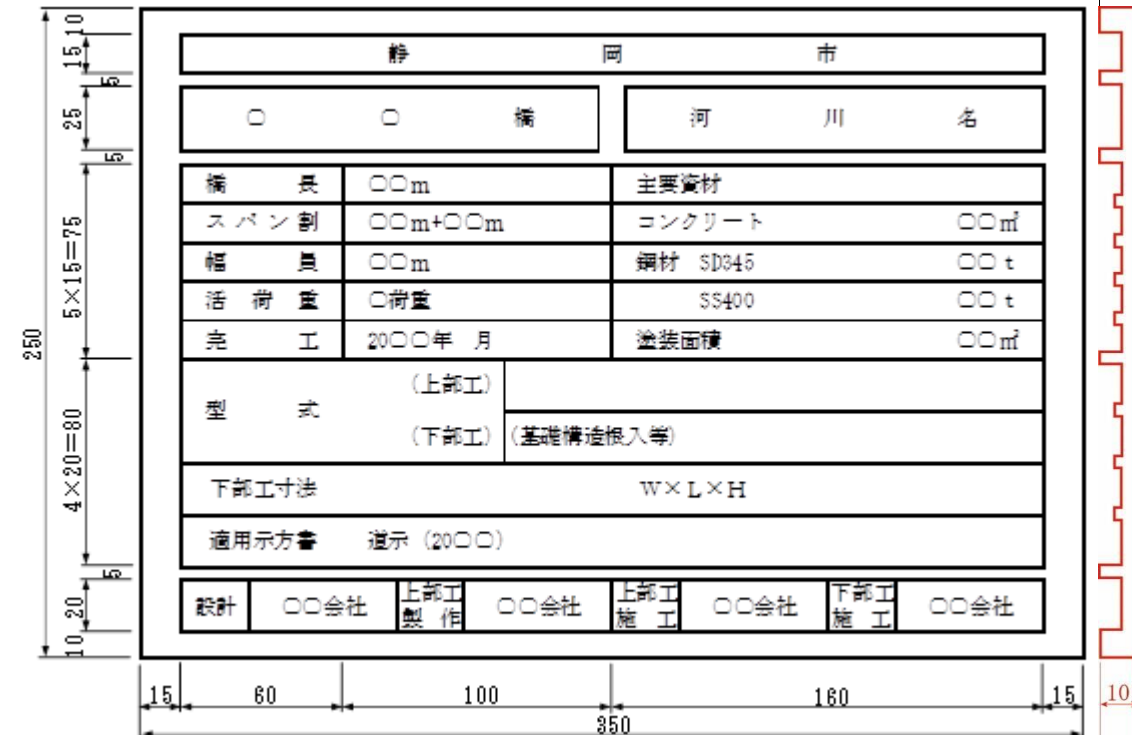 静 岡 市
○ ○ 橋 河 川 名
橋 長 ○○m 主要資材
スパン割 ○○m+○○m コンクリート ○○㎥
幅 員 ○○m 鋼材 SD345 ○○t
活荷重 ○荷重 SS400 ○○t
完 工 20○○年 月 塗装面積 ○○㎡
型 式 (上部工)
(下部工) (基礎構造根入等)
下部工寸法 W×L×H
適用示方書 道示(20○○)
設計 ○○会社 上部工製作 ○○会社 上部工施工 ○○会社 下部工施工 ○○会社
10
15
5
25
5
5×15=75
250
4×20=80
5
20
10
15 60 100 160 15 10
350